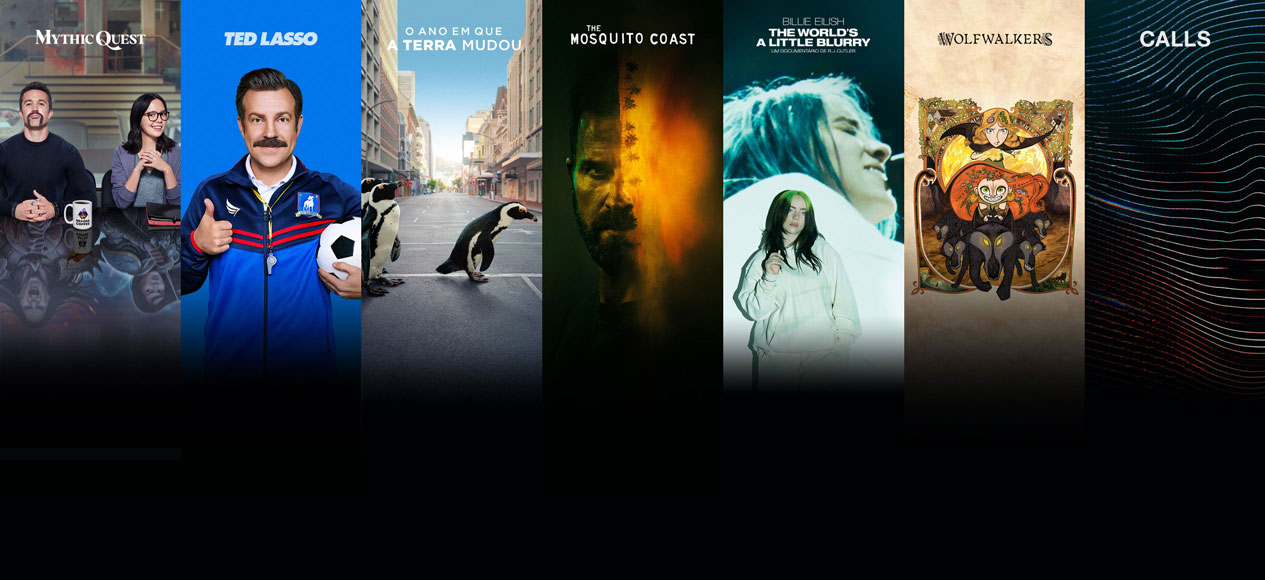 MYTHIC QUEST
TED LASSO
O ANO EM QUE
A TERRA MUDOU
THE
MOSQUITO COAST
BILLIE EILISH
THE WORLD'S
A LITTLE BLURRY
UM DOCUMENTÁRIO DE R.J. CUTLER
WOLFWALKERS
CALLS